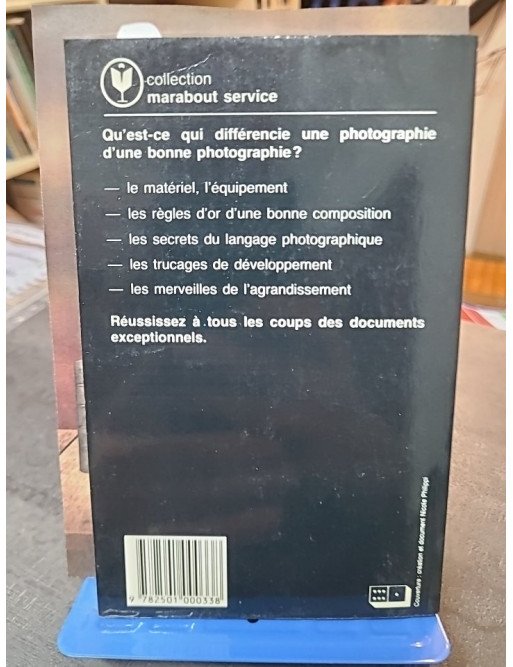 collection
marabout service
Qu'est-ce qui différencie une photographie
d'une bonne photographie?
— le matériel, l'équipement
— les règles d'or d'une bonne composition
— les secrets du langage photographique
— les trucages de développement
— les merveilles de l'agrandissement
Réussissez à tous les coups des documents
exceptionnels.
Couverture : création et document Nicole Philippi
9 782501 000338